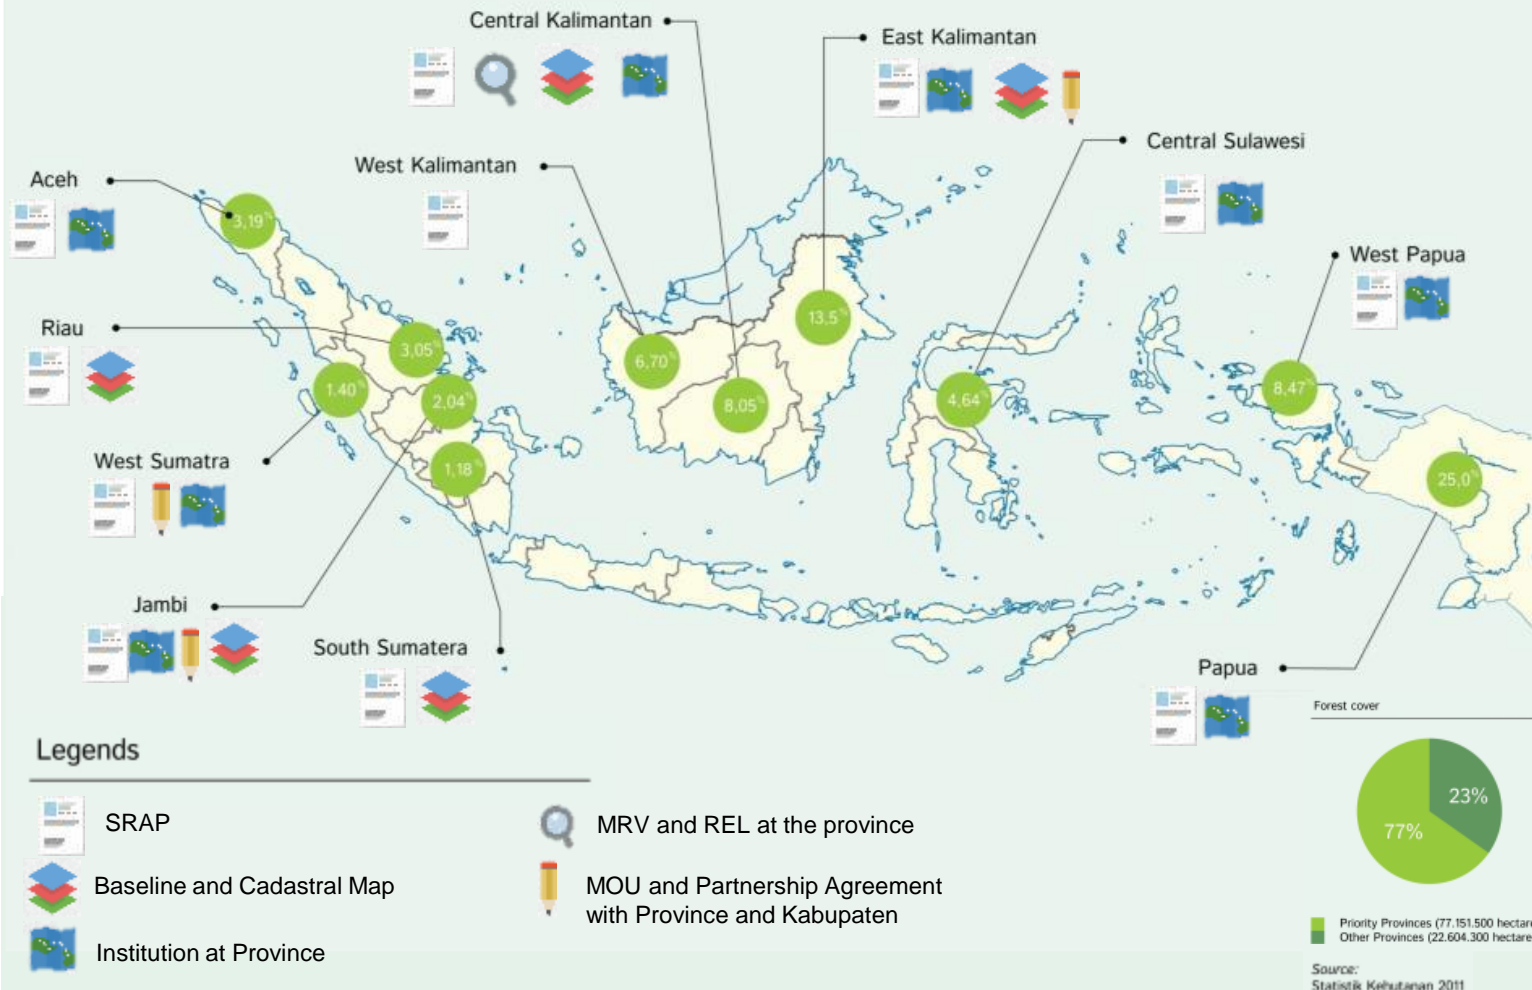 Central Kalimantan
East Kalimantan
Central Sulawesi
West Kalimantan
Aceh
3,19%
West Papua
13,5%
Riau
3,05%
6,70%
8,47%
1.40%
2,04%
8,05%
4,64%
West Sumatra
1,18%
25,0%
Jambi
South Sumatera
Papua
Forest cover
Legends
23%
77%
SRAP
MRV and REL at the province
Baseline and Cadastral Map
MOU and Partnership Agreement
with Province and Kabupaten
Institution at Province
Priority Provinces (77.151.500 hectare
Other Provinces (22.604.300 hectare
Source:
Statistik Kehutanan 2011